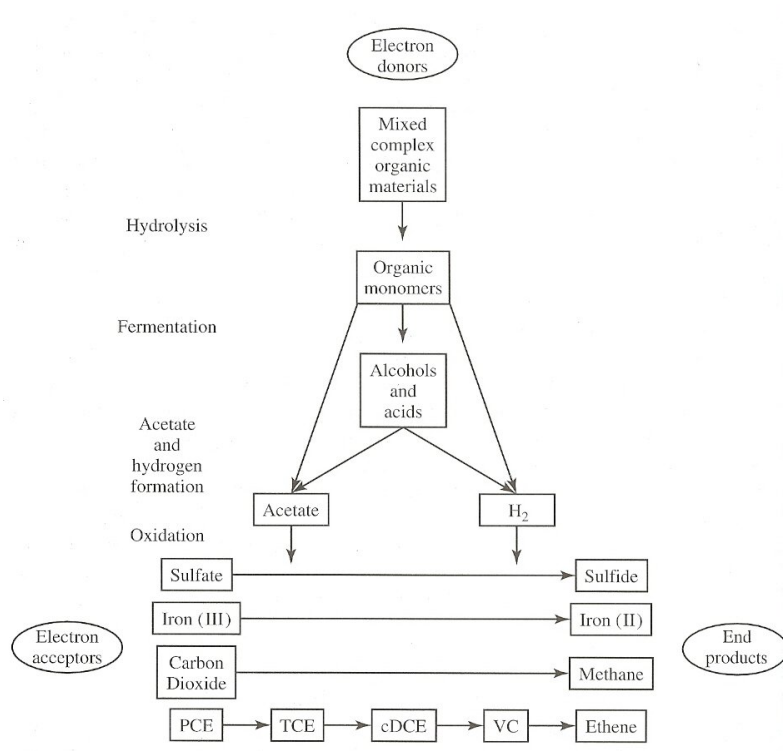 Electron
donors
Mixed
complex
organic
materials
Hydrolysis
Organic
monomers
Fermentation
Alcohols
and
acids
Acetate
and
hydrogen
formation
Acetate
H₂
Oxidation
Sulfate
Sulfide
Iron (III)
Iron (II)
Electron
acceptors
End
products
Carbon
Dioxide
Methane
PCE
TCE
cDCE
VC
Ethene